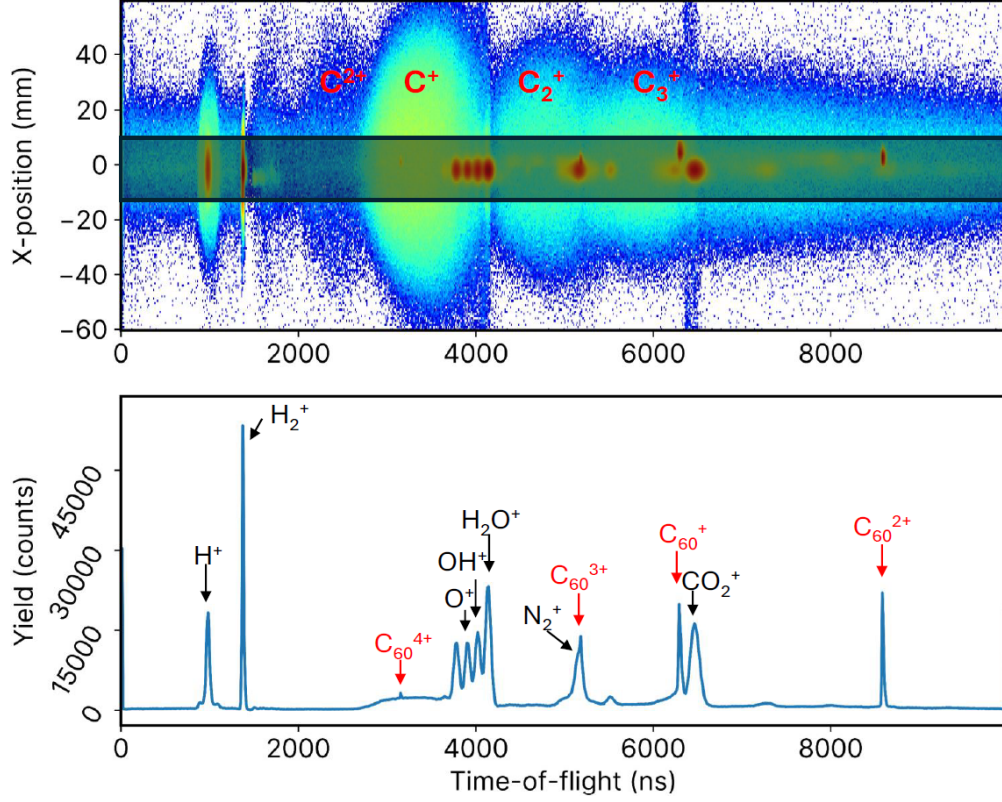 X-position (mm)
60
40
20
0
−20
−40
−60
C²⁺
C⁺
C₂⁺
C₃⁺
0
2000
4000
6000
8000
Yield (counts)
45000
30000
15000
0
H⁺
H₂⁺
C₆₀⁴⁺
O⁺
OH⁺
H₂O⁺
N₂⁺
C₆₀³⁺
C₆₀⁺
CO₂⁺
C₆₀²⁺
0
2000
4000
6000
8000
Time-of-flight (ns)